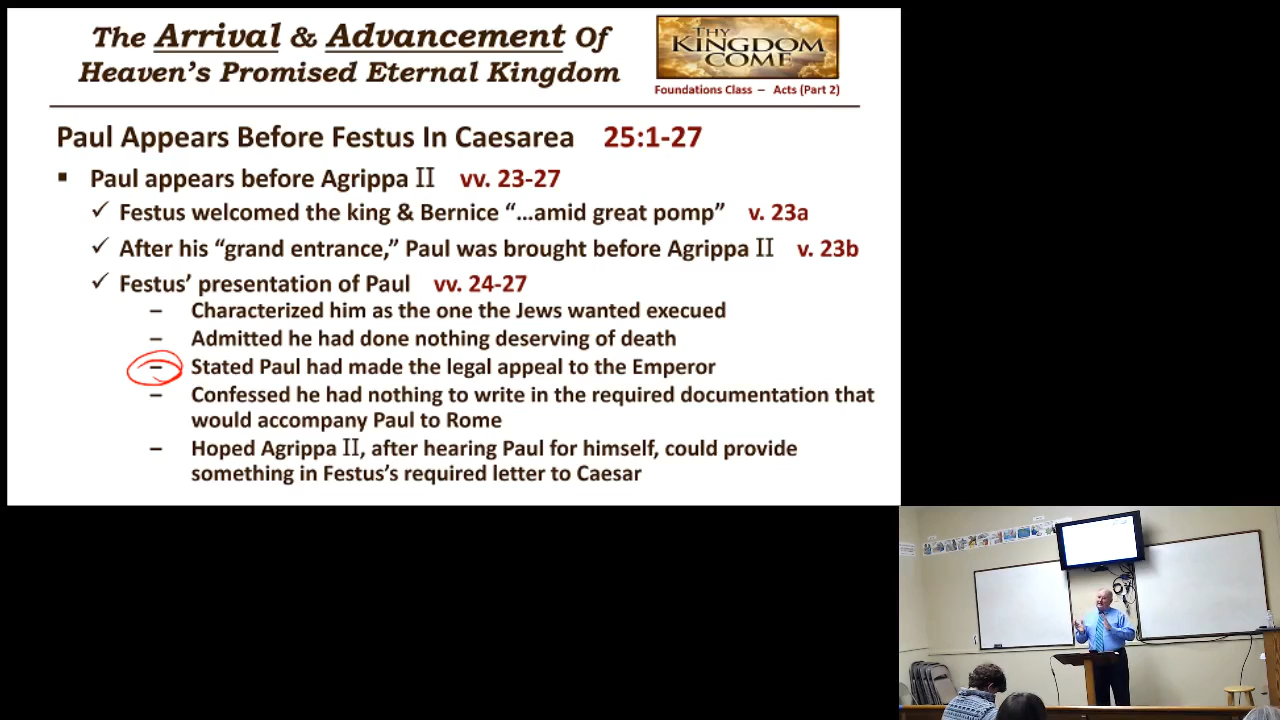 The Arrival & Advancement Of
Heaven's Promised Eternal Kingdom
THY
KINGDOM
COME
Foundations Class – Acts (Part 2)
Paul Appears Before Festus In Caesarea 25:1-27
▪ Paul appears before Agrippa II vv. 23-27
✓ Festus welcomed the king & Bernice “…amid great pomp” v. 23a
✓ After his “grand entrance,” Paul was brought before Agrippa II v. 23b
✓ Festus’ presentation of Paul vv. 24-27
– Characterized him as the one the Jews wanted execued
– Admitted he had done nothing deserving of death
– Stated Paul had made the legal appeal to the Emperor
– Confessed he had nothing to write in the required documentation that
would accompany Paul to Rome
– Hoped Agrippa II, after hearing Paul for himself, could provide
something in Festus’s required letter to Caesar